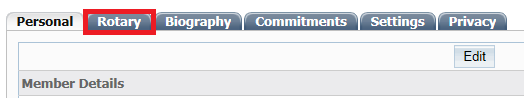 Personal Rotary Biography Commitments Settings Privacy
Edit
Member Details